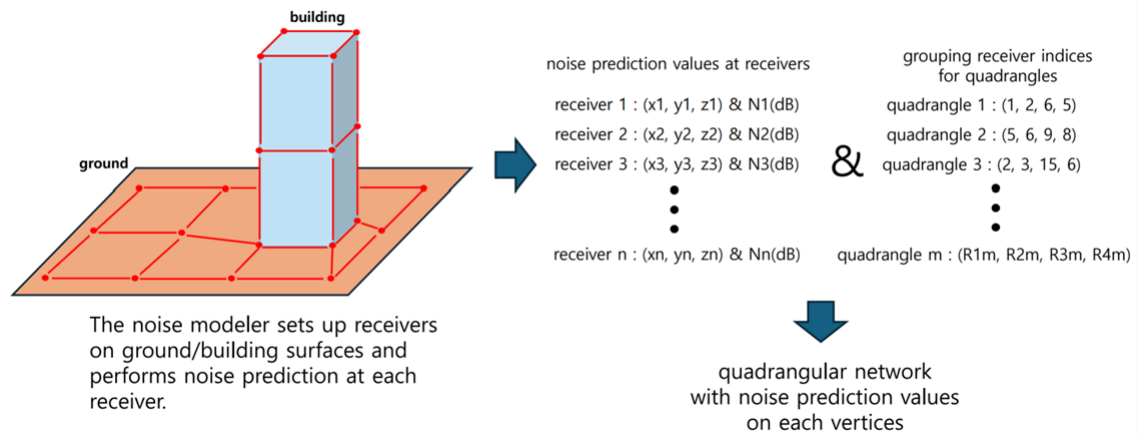 building
ground
The noise modeler sets up receivers
on ground/building surfaces and
performs noise prediction at each
receiver.
noise prediction values at receivers
receiver 1 : (x1, y1, z1) & N1(dB)
receiver 2 : (x2, y2, z2) & N2(dB)
receiver 3 : (x3, y3, z3) & N3(dB)
receiver n : (xn, yn, zn) & Nn(dB)
&
grouping receiver indices
for quadrangles
quadrangle 1 : (1, 2, 6, 5)
quadrangle 2 : (5, 6, 9, 8)
quadrangle 3 : (2, 3, 15, 6)
quadrangle m : (R1m, R2m, R3m, R4m)
quadrangular network
with noise prediction values
on each vertices